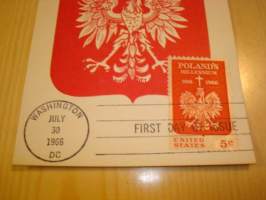 WASHINGTON
JULY
30
1966
DC
FIRST DAY OF ISSUE
POLAND'S
MILLENNIUM
966 1966
UNITED
STATES
5c